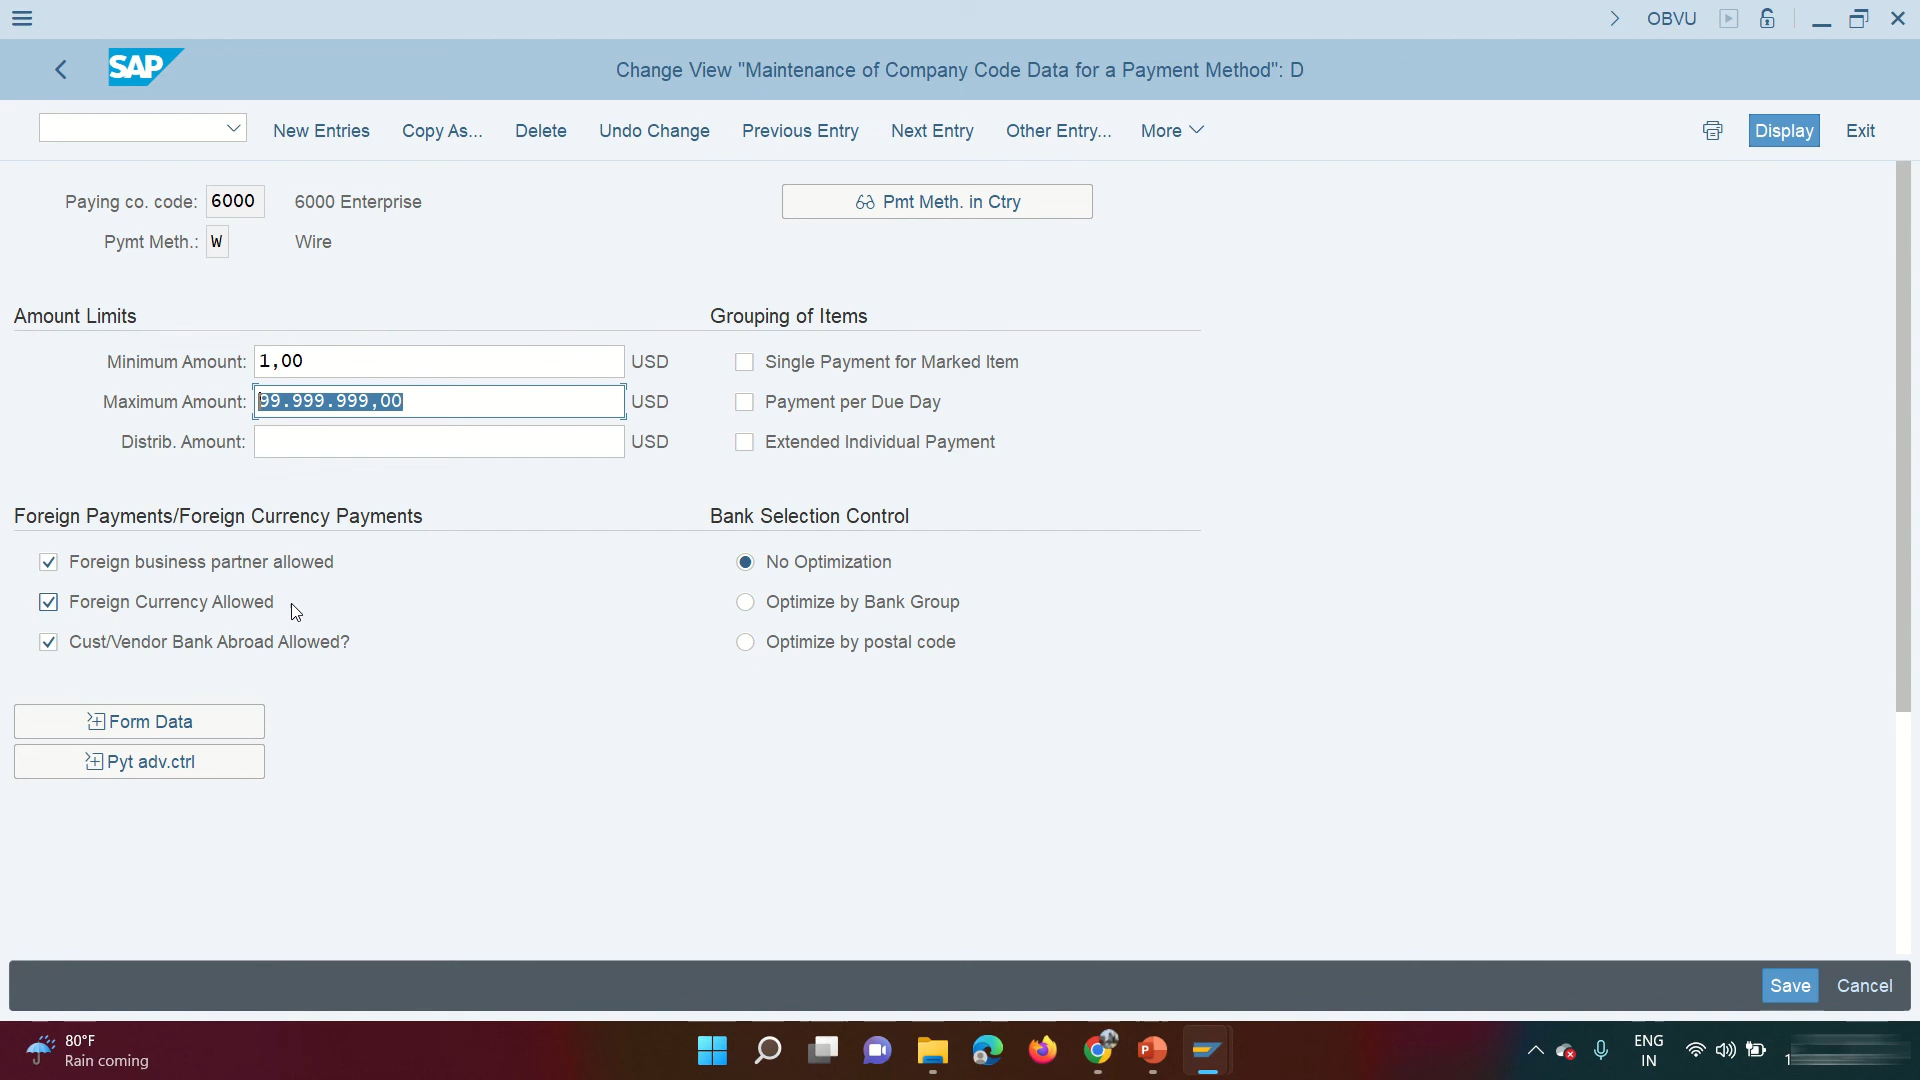 OBVU
SAP
Change View "Maintenance of Company Code Data for a Payment Method": D
New Entries Copy As... Delete Undo Change Previous Entry Next Entry Other Entry... More Display Exit
Paying co. code: 6000 6000 Enterprise Pmt Meth. in Ctry
Pymt Meth.: W Wire
Amount Limits Grouping of Items
Minimum Amount: 1,00 USD Single Payment for Marked Item
Maximum Amount: 99.999.999,00 USD Payment per Due Day
Distrib. Amount: USD Extended Individual Payment
Foreign Payments/Foreign Currency Payments Bank Selection Control
Foreign business partner allowed No Optimization
Foreign Currency Allowed Optimize by Bank Group
Cust/Vendor Bank Abroad Allowed? Optimize by postal code
Form Data
Pyt adv.ctrl
Save Cancel
80°F
Rain coming
ENG
IN